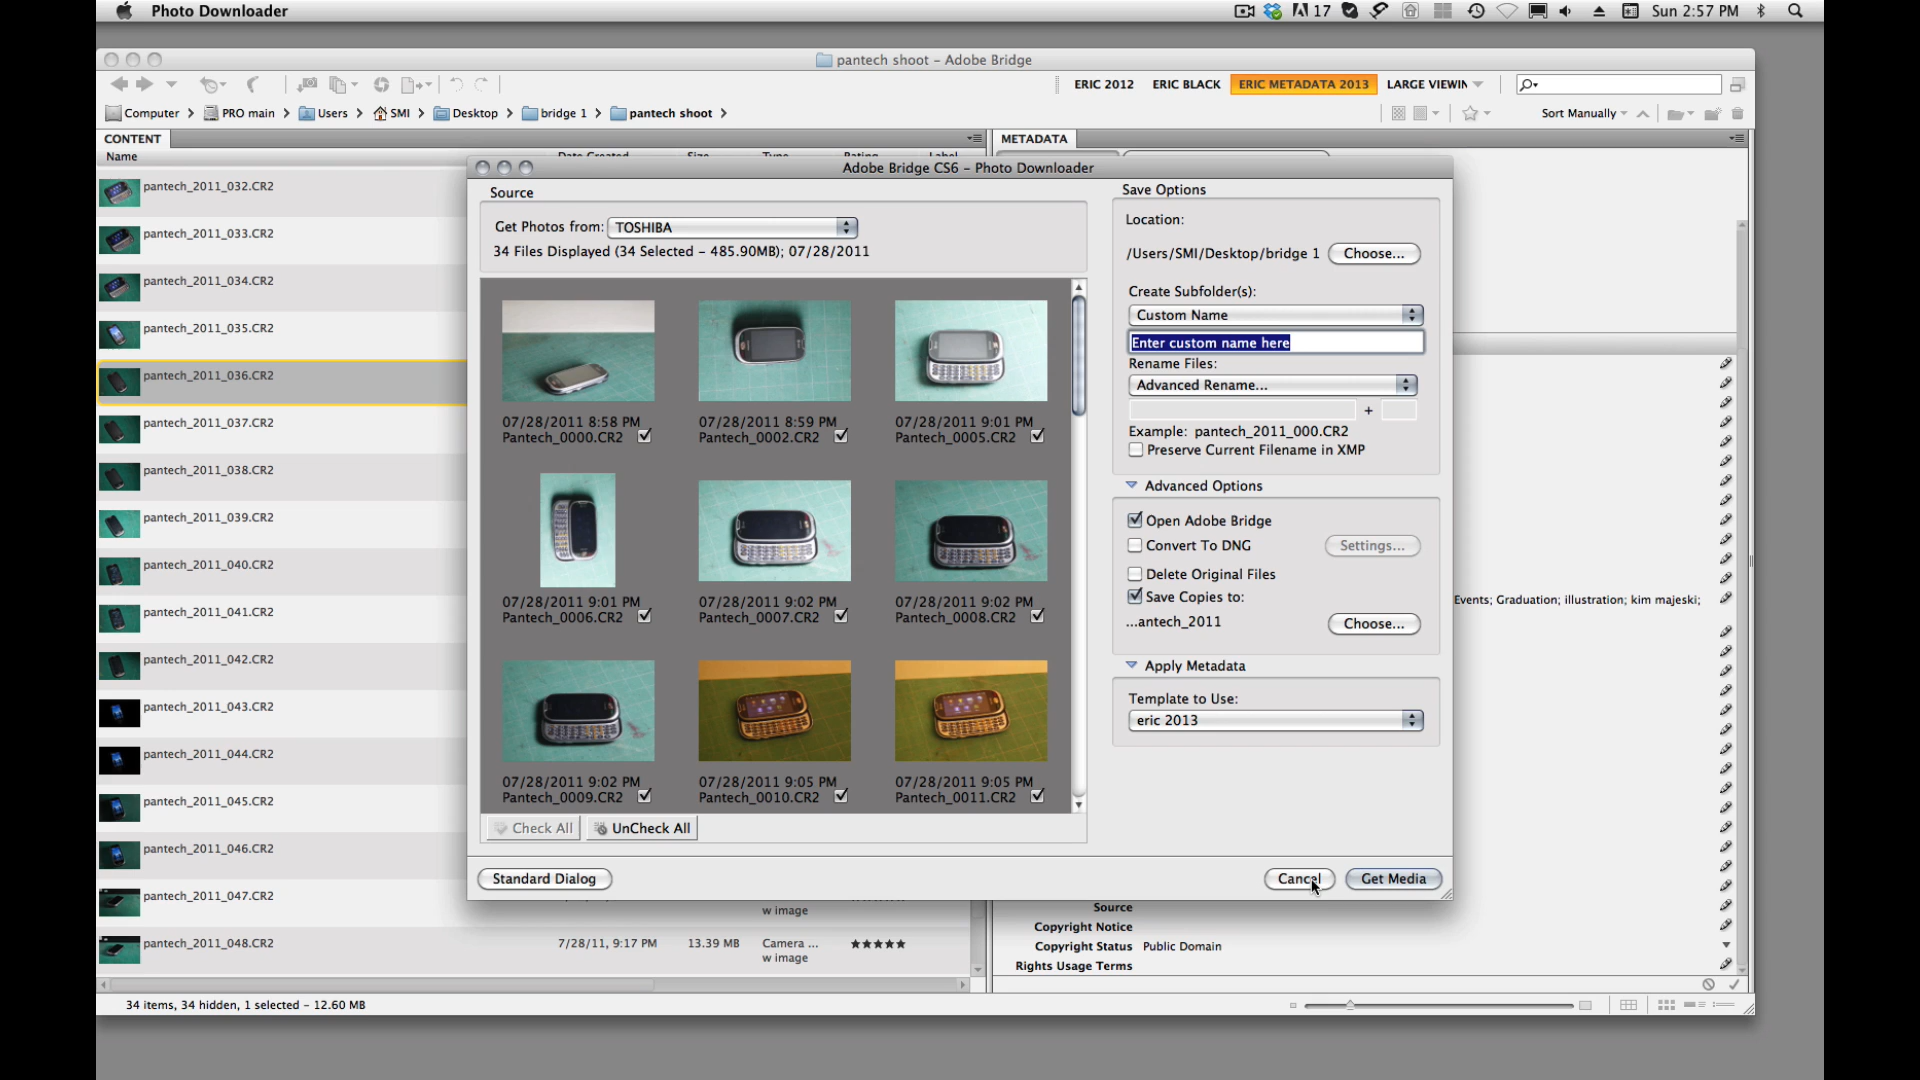 Photo Downloader
17
Sun 2:57 PM
pantech shoot – Adobe Bridge
ERIC 2012
ERIC BLACK
ERIC METADATA 2013
LARGE VIEWIN
Computer
PRO main
Users
SMI
Desktop
bridge 1
pantech shoot
Sort Manually
CONTENT
METADATA
Name
Date Created
Size
Type
Rating
Label
pantech_2011_032.CR2
pantech_2011_033.CR2
pantech_2011_034.CR2
pantech_2011_035.CR2
pantech_2011_036.CR2
pantech_2011_037.CR2
pantech_2011_038.CR2
pantech_2011_039.CR2
pantech_2011_040.CR2
pantech_2011_041.CR2
pantech_2011_042.CR2
pantech_2011_043.CR2
pantech_2011_044.CR2
pantech_2011_045.CR2
pantech_2011_046.CR2
pantech_2011_047.CR2
w image
pantech_2011_048.CR2
7/28/11, 9:17 PM
13.39 MB
Camera ...
w image
★★★★★
34 items, 34 hidden, 1 selected – 12.60 MB
Adobe Bridge CS6 – Photo Downloader
Source
Get Photos from: TOSHIBA
34 Files Displayed (34 Selected – 485.90MB); 07/28/2011
07/28/2011 8:58 PM
Pantech_0000.CR2
07/28/2011 8:59 PM
Pantech_0002.CR2
07/28/2011 9:01 PM
Pantech_0005.CR2
07/28/2011 9:01 PM
Pantech_0006.CR2
07/28/2011 9:02 PM
Pantech_0007.CR2
07/28/2011 9:02 PM
Pantech_0008.CR2
07/28/2011 9:02 PM
Pantech_0009.CR2
07/28/2011 9:05 PM
Pantech_0010.CR2
07/28/2011 9:05 PM
Pantech_0011.CR2
Check All
UnCheck All
Standard Dialog
Cancel
Get Media
Save Options
Location:
/Users/SMI/Desktop/bridge 1
Choose...
Create Subfolder(s):
Custom Name
Enter custom name here
Rename Files:
Advanced Rename...
+
Example: pantech_2011_000.CR2
Preserve Current Filename in XMP
Advanced Options
Open Adobe Bridge
Convert To DNG
Settings...
Delete Original Files
Save Copies to:
...antech_2011
Choose...
Apply Metadata
Template to Use:
eric 2013
Events; Graduation; illustration; kim majeski;
Source
Copyright Notice
Copyright Status Public Domain
Rights Usage Terms